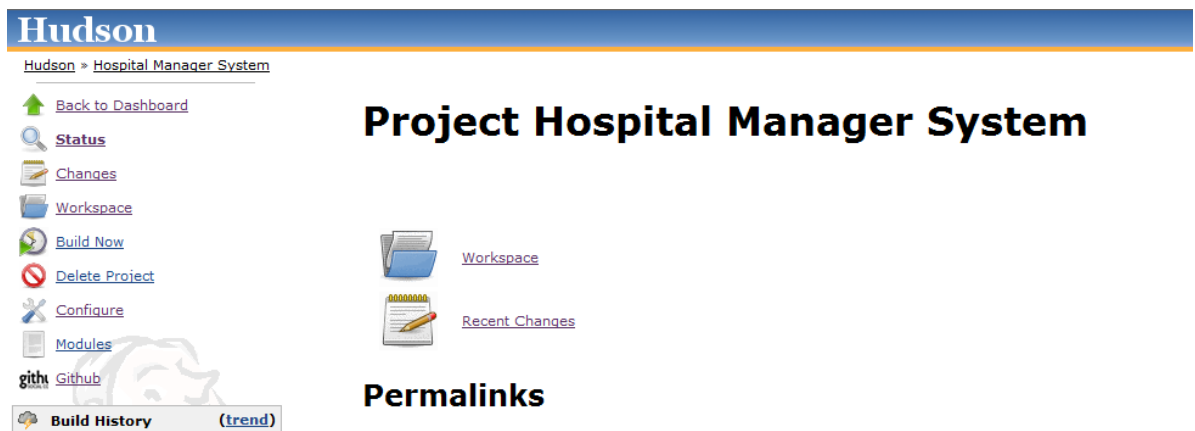 Hudson
Hudson » Hospital Manager System
Back to Dashboard
Status
Changes
Workspace
Build Now
Delete Project
Configure
Modules
Github
Build History (trend)
Project Hospital Manager System
Workspace
Recent Changes
Permalinks